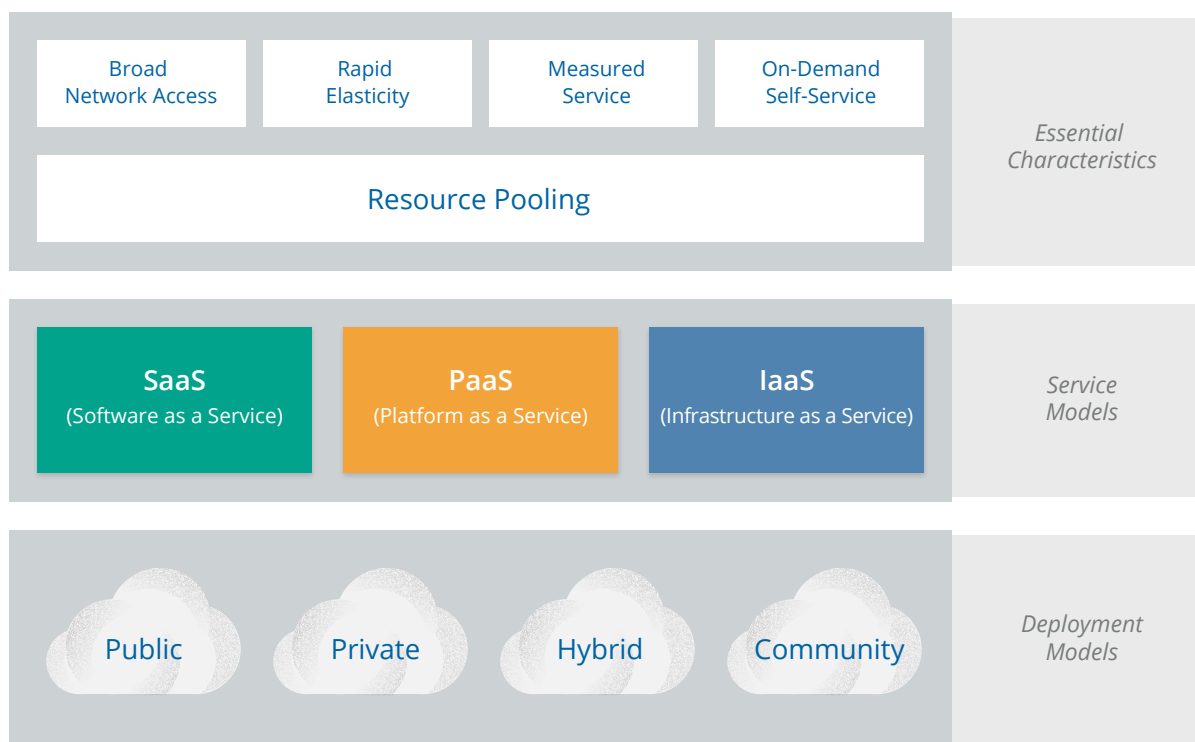 Broad
Network Access
Rapid
Elasticity
Measured
Service
On-Demand
Self-Service
Resource Pooling
Essential
Characteristics
SaaS
(Software as a Service)
PaaS
(Platform as a Service)
IaaS
(Infrastructure as a Service)
Service
Models
Public
Private
Hybrid
Community
Deployment
Models